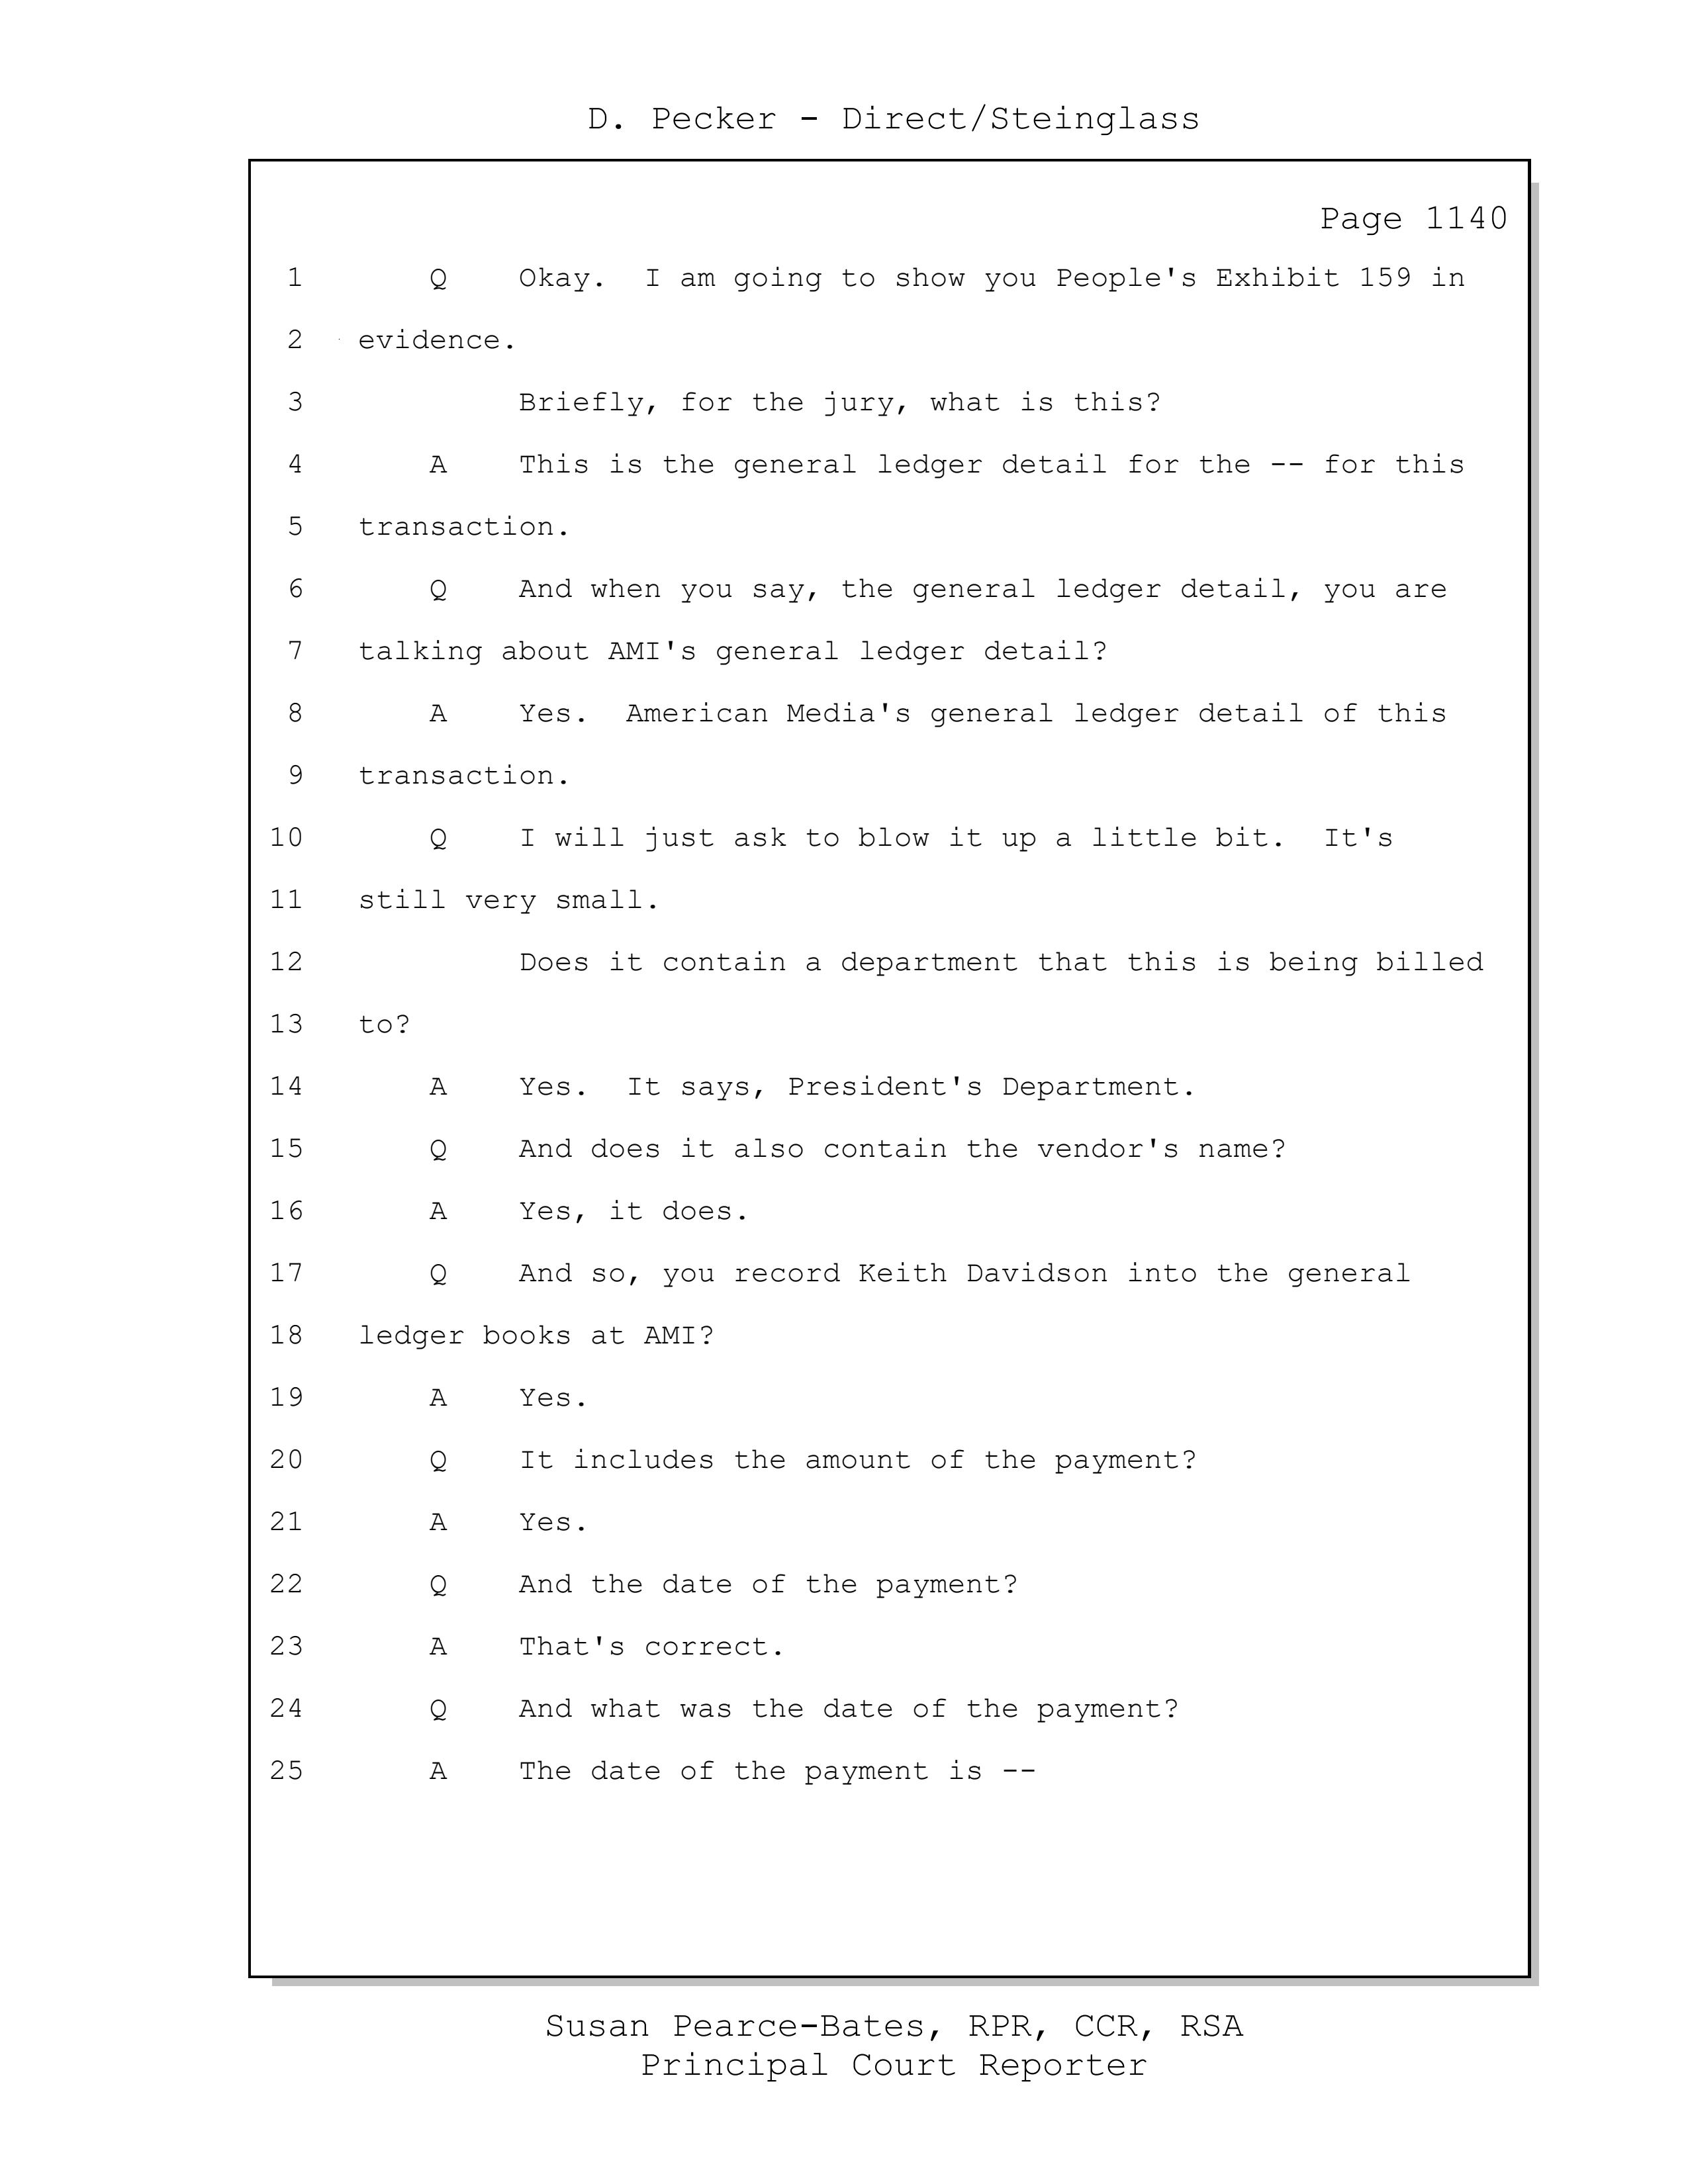 D. Pecker - Direct/Steinglass
Page 1140
1 Q Okay. I am going to show you People's Exhibit 159 in
2 evidence.
3 Briefly, for the jury, what is this?
4 A This is the general ledger detail for the -- for this
5 transaction.
6 Q And when you say, the general ledger detail, you are
7 talking about AMI's general ledger detail?
8 A Yes. American Media's general ledger detail of this
9 transaction.
10 Q I will just ask to blow it up a little bit. It's
11 still very small.
12 Does it contain a department that this is being billed
13 to?
14 A Yes. It says, President's Department.
15 Q And does it also contain the vendor's name?
16 A Yes, it does.
17 Q And so, you record Keith Davidson into the general
18 ledger books at AMI?
19 A Yes.
20 Q It includes the amount of the payment?
21 A Yes.
22 Q And the date of the payment?
23 A That's correct.
24 Q And what was the date of the payment?
25 A The date of the payment is --
Susan Pearce-Bates, RPR, CCR, RSA
Principal Court Reporter